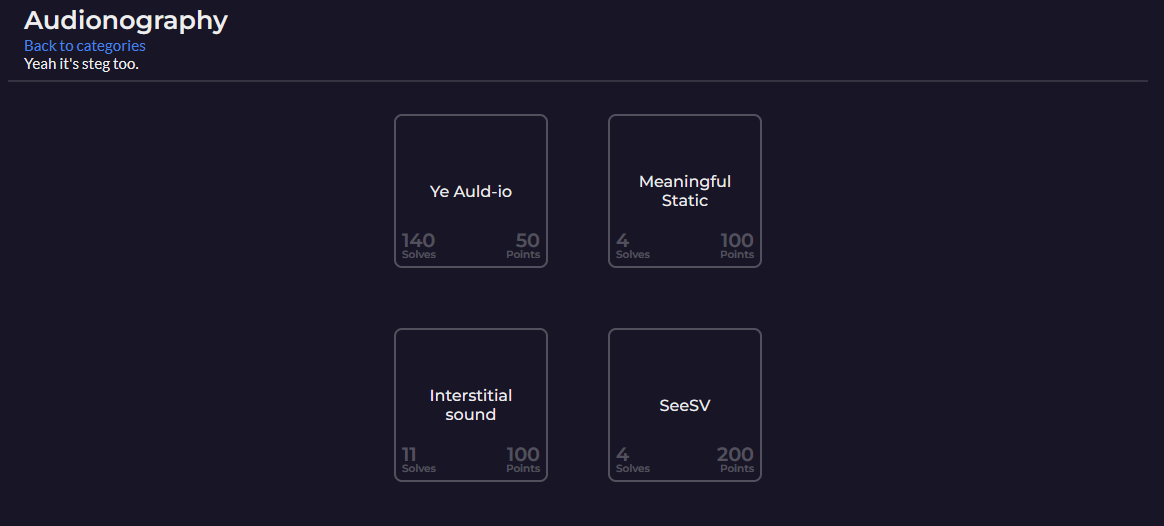 Audionography
Back to categories
Yeah it's steg too.
Ye Auld-io
140
Solves
50
Points
Meaningful
Static
4
Solves
100
Points
Interstitial
sound
11
Solves
100
Points
SeeSV
4
Solves
200
Points